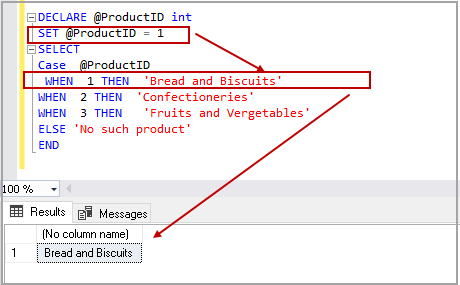 DECLARE @ProductID int
SET @ProductID = 1
SELECT
Case @ProductID
WHEN 1 THEN 'Bread and Biscuits'
WHEN 2 THEN 'Confectioneries'
WHEN 3 THEN 'Fruits and Vergetables'
ELSE 'No such product'
END
100 %
Results Messages
(No column name)
1 Bread and Biscuits